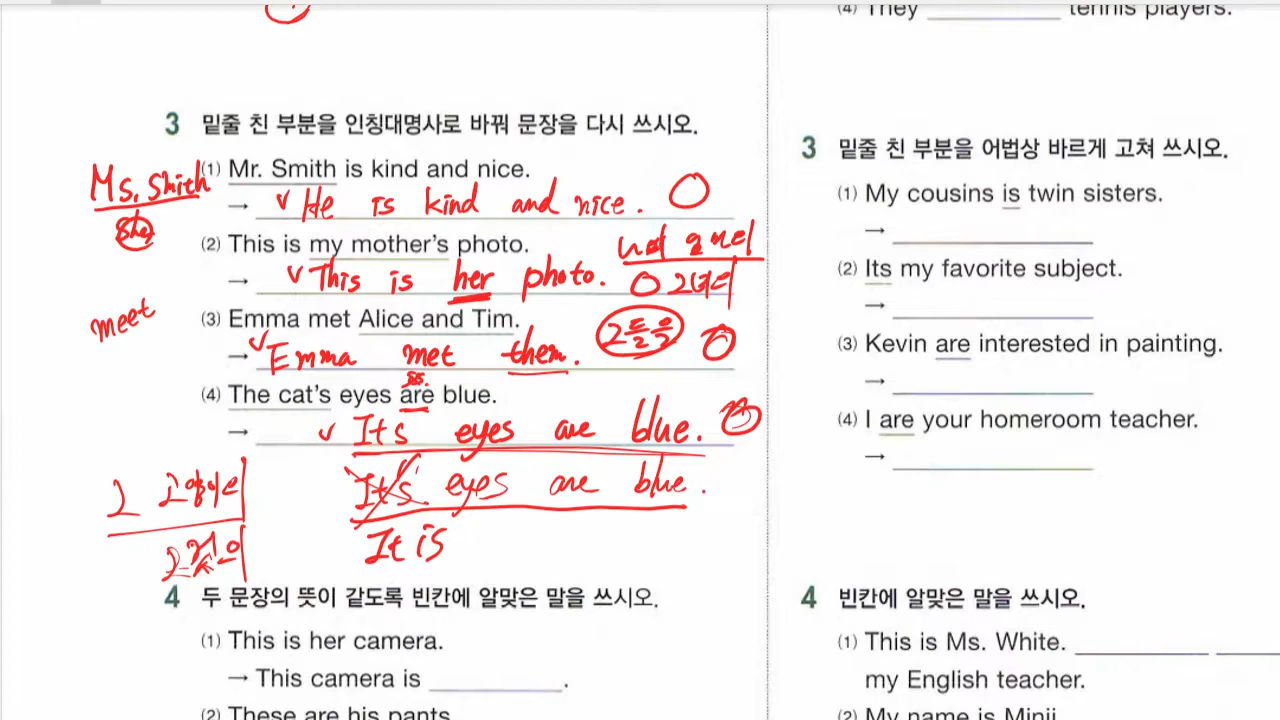 3 밑줄 친 부분을 인칭대명사로 바꿔 문장을 다시 쓰시오.
Ms. Smith
She
(1) Mr. Smith is kind and nice.
→ ✓ He is kind and nice.
(2) This is my mother's photo.
나의 엄마의
→ ✓ This is her photo. 그녀의
meet
(3) Emma met Alice and Tim.
그들을
→ ✓ Emma met them.
(4) The cat's eyes are blue.
→ ✓ Its eyes are blue.
It's eyes are blue.
It is
그 고양이의
그것의
4 두 문장의 뜻이 같도록 빈칸에 알맞은 말을 쓰시오.
(1) This is her camera.
→ This camera is ____.
(2) These are his pants.
(4) They ____ tennis players.
3 밑줄 친 부분을 어법상 바르게 고쳐 쓰시오.
(1) My cousins is twin sisters.
→
(2) Its my favorite subject.
→
(3) Kevin are interested in painting.
→
(4) I are your homeroom teacher.
→
4 빈칸에 알맞은 말을 쓰시오.
(1) This is Ms. White. ____ ____
my English teacher.
(2) My name is Minji